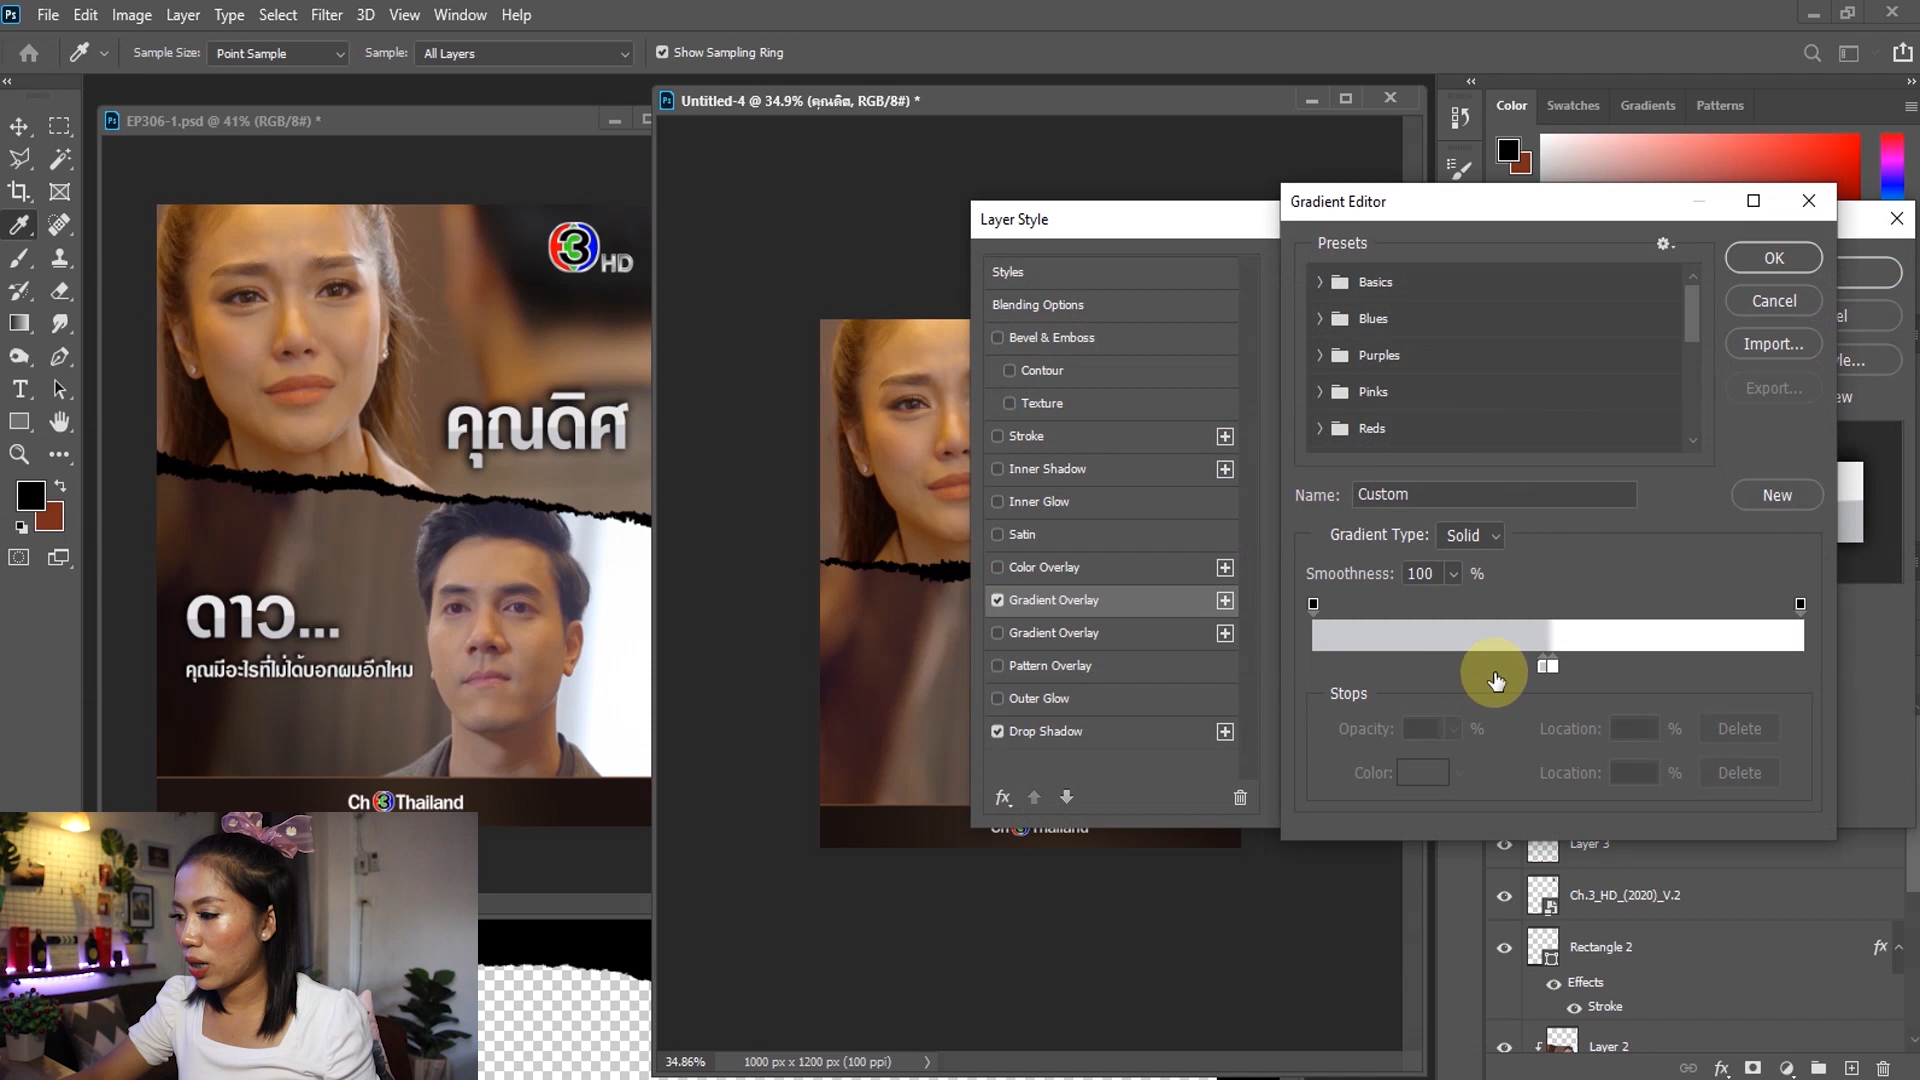 File Edit Image Layer Type Select Filter 3D View Window Help
Sample Size: Point Sample Sample: All Layers Show Sampling Ring
EP306-1.psd @ 41% (RGB/8#) *
Untitled-4 @ 34.9% (คุณดิศ, RGB/8#) *
Color Swatches Gradients Patterns
3 HD
คุณดิศ
ดาว...
คุณมีอะไรที่ไม่ได้บอกผมอีกไหม
Ch 3 Thailand
Layer Style
Styles
Blending Options
Bevel & Emboss
Contour
Texture
Stroke
Inner Shadow
Inner Glow
Satin
Color Overlay
Gradient Overlay
Gradient Overlay
Pattern Overlay
Outer Glow
Drop Shadow
fx
Gradient Editor
Presets
Basics
Blues
Purples
Pinks
Reds
OK
Cancel
Import...
Export...
Name: Custom
New
Gradient Type: Solid
Smoothness: 100 %
Stops
Opacity: % Location: % Delete
Color: Location: % Delete
Layer 3
Ch.3_HD_(2020)_V.2
Rectangle 2 fx
Effects
Stroke
Layer 2
34.86% 1000 px x 1200 px (100 ppi)
fx